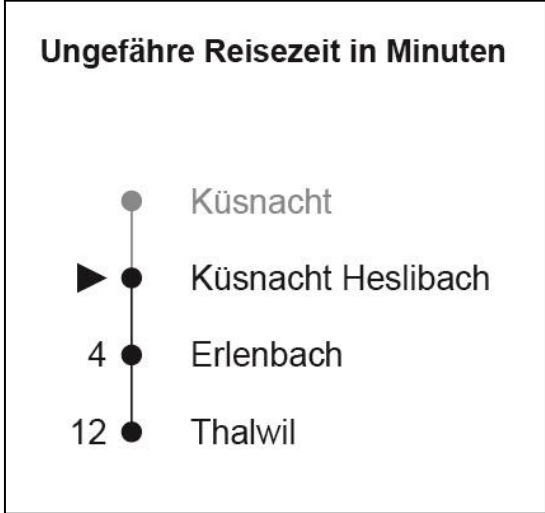 Ungefähre Reisezeit in Minuten
Küsnacht
Küsnacht Heslibach
4 Erlenbach
12 Thalwil